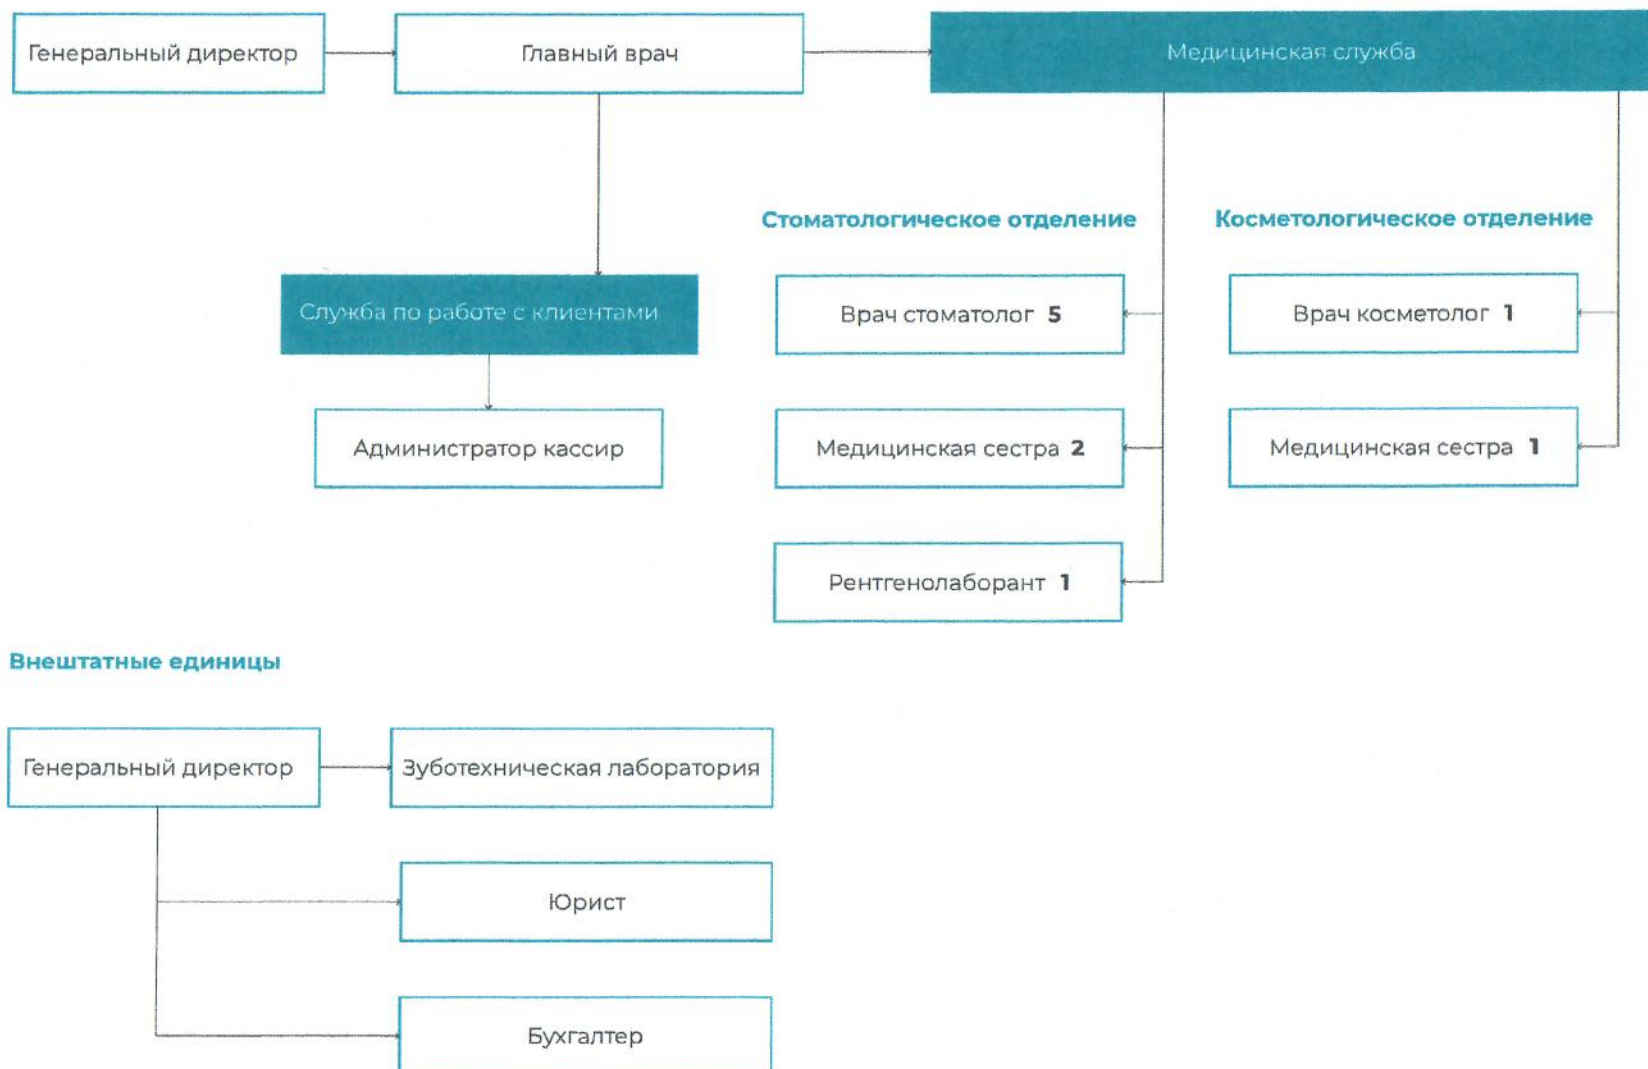 Генеральный директор
Главный врач
Медицинская служба
Стоматологическое отделение
Косметологическое отделение
Служба по работе с клиентами
Врач стоматолог 5
Врач косметолог 1
Администратор кассир
Медицинская сестра 2
Медицинская сестра 1
Рентгенолаборант 1
Внештатные единицы
Генеральный директор
Зуботехническая лаборатория
Юрист
Бухгалтер